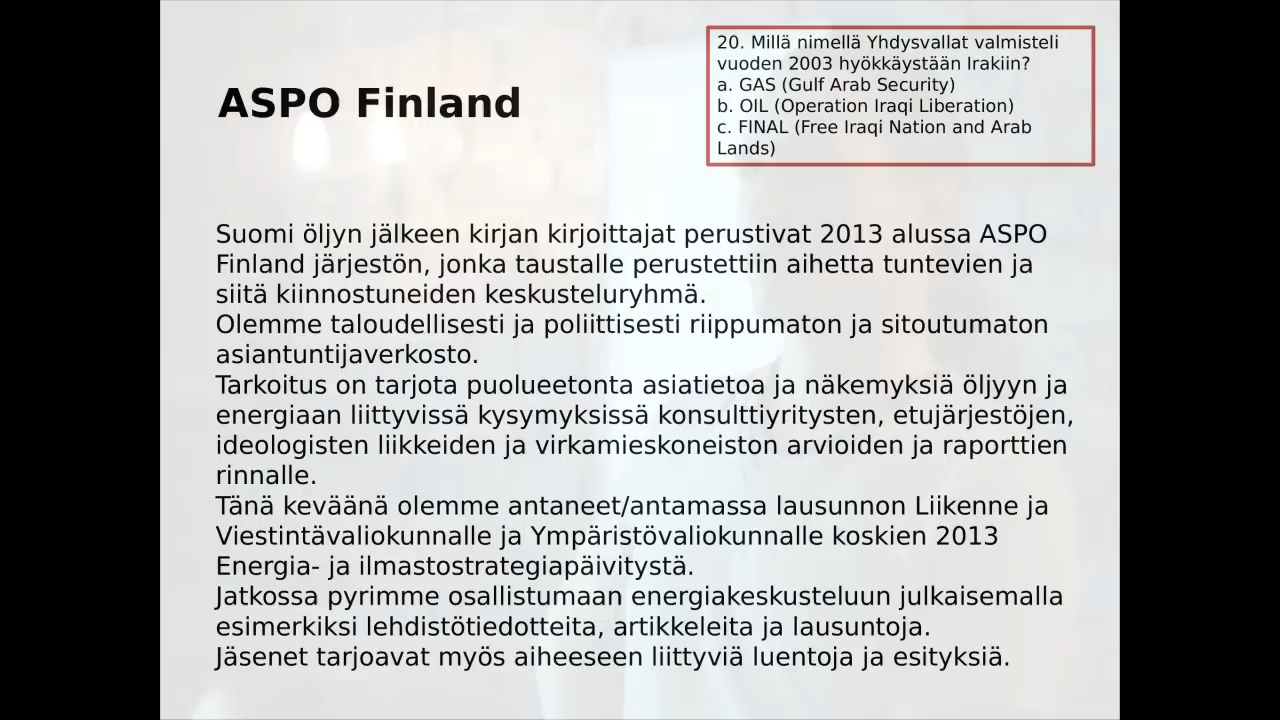 ASPO Finland
20. Millä nimellä Yhdysvallat valmisteli
vuoden 2003 hyökkäystään Irakiin?
a. GAS (Gulf Arab Security)
b. OIL (Operation Iraqi Liberation)
c. FINAL (Free Iraqi Nation and Arab
Lands)
Suomi öljyn jälkeen kirjan kirjoittajat perustivat 2013 alussa ASPO
Finland järjestön, jonka taustalle perustettiin aihetta tuntevien ja
siitä kiinnostuneiden keskusteluryhmä.
Olemme taloudellisesti ja poliittisesti riippumaton ja sitoutumaton
asiantuntijaverkosto.
Tarkoitus on tarjota puolueetonta asiatietoa ja näkemyksiä öljyyn ja
energiaan liittyvissä kysymyksissä konsulttiyritysten, etujärjestöjen,
ideologisten liikkeiden ja virkamieskoneiston arvioiden ja raporttien
rinnalle.
Tänä keväänä olemme antaneet/antamassa lausunnon Liikenne ja
Viestintävaliokunnalle ja Ympäristövaliokunnalle koskien 2013
Energia- ja ilmastostrategiapäivitystä.
Jatkossa pyrimme osallistumaan energiakeskusteluun julkaisemalla
esimerkiksi lehdistötiedotteita, artikkeleita ja lausuntoja.
Jäsenet tarjoavat myös aiheeseen liittyviä luentoja ja esityksiä.